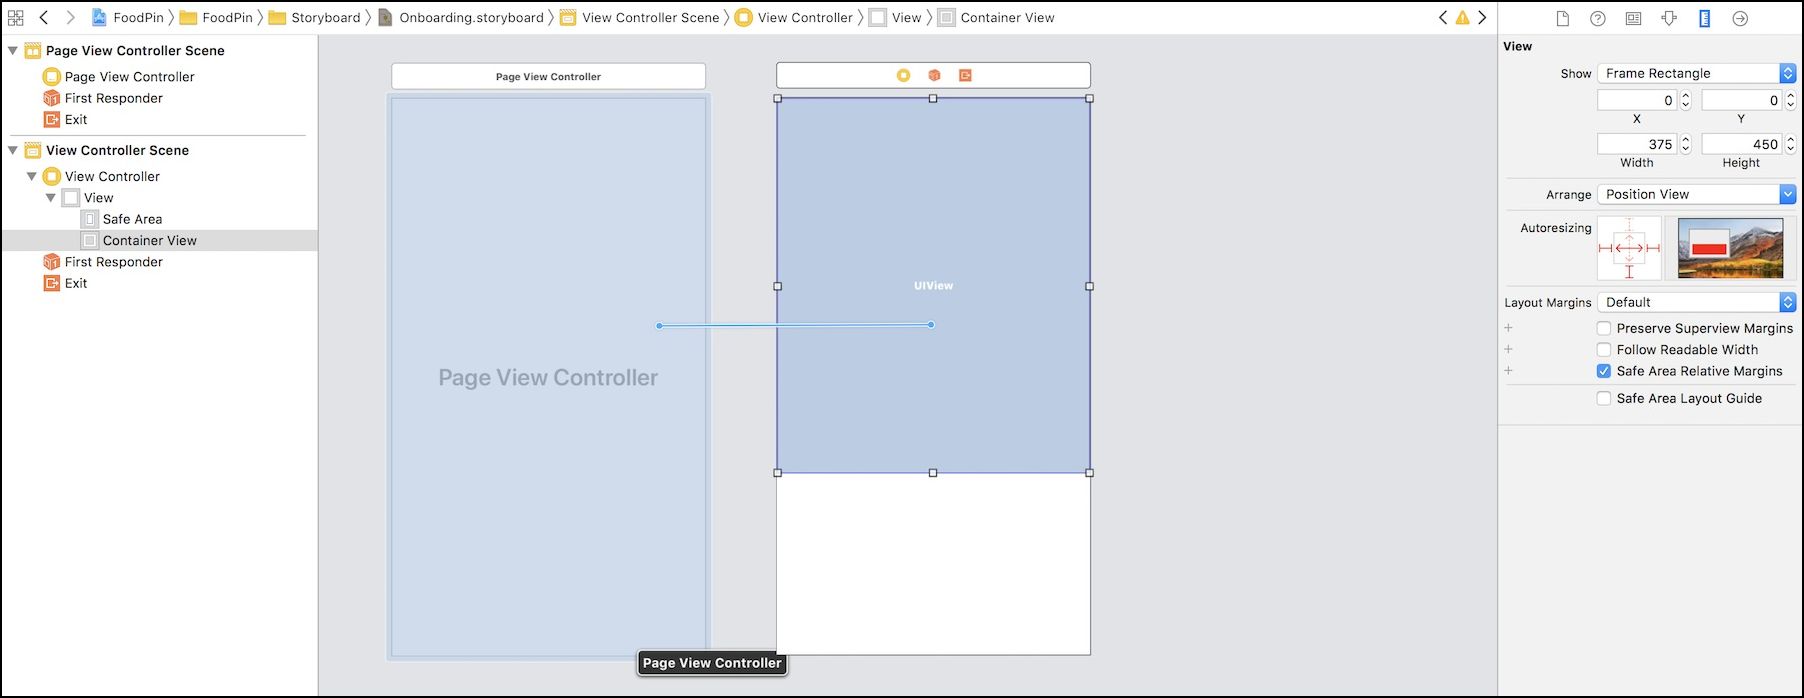 FoodPin FoodPin Storyboard Onboarding.storyboard View Controller Scene View Controller View Container View
Page View Controller Scene
Page View Controller
First Responder
Exit
View Controller Scene
View Controller
View
Safe Area
Container View
First Responder
Exit
Page View Controller
Page View Controller
UIView
Page View Controller
View
Show Frame Rectangle
0 0
X Y
375 450
Width Height
Arrange Position View
Autoresizing
Layout Margins Default
Preserve Superview Margins
Follow Readable Width
Safe Area Relative Margins
Safe Area Layout Guide